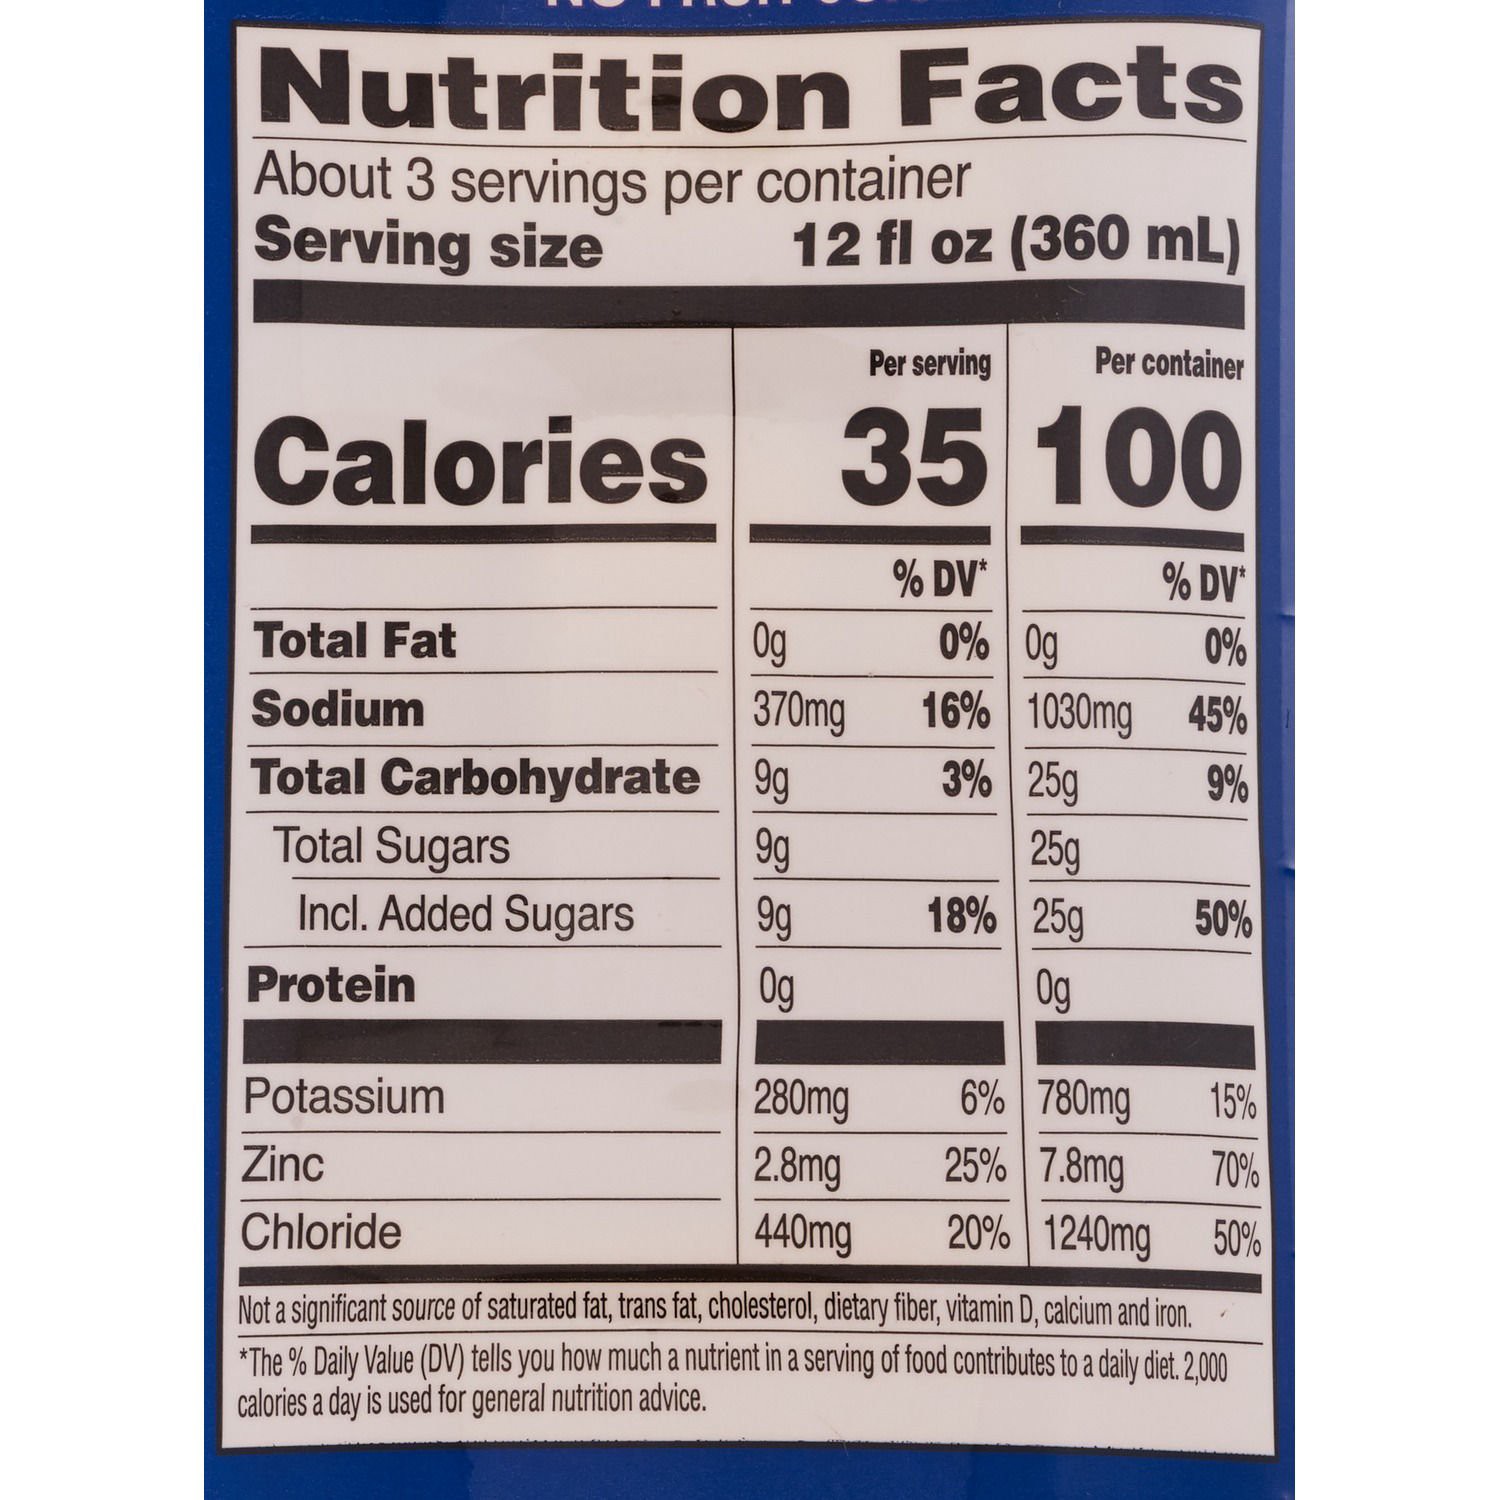 Nutrition Facts
About 3 servings per container
Serving size 12 fl oz (360 mL)
Per serving Per container
Calories 35 100
% DV* % DV*
Total Fat 0g 0% 0g 0%
Sodium 370mg 16% 1030mg 45%
Total Carbohydrate 9g 3% 25g 9%
Total Sugars 9g 25g
Incl. Added Sugars 9g 18% 25g 50%
Protein 0g 0g
Potassium 280mg 6% 780mg 15%
Zinc 2.8mg 25% 7.8mg 70%
Chloride 440mg 20% 1240mg 50%
Not a significant source of saturated fat, trans fat, cholesterol, dietary fiber, vitamin D, calcium and iron.
*The % Daily Value (DV) tells you how much a nutrient in a serving of food contributes to a daily diet. 2,000
calories a day is used for general nutrition advice.